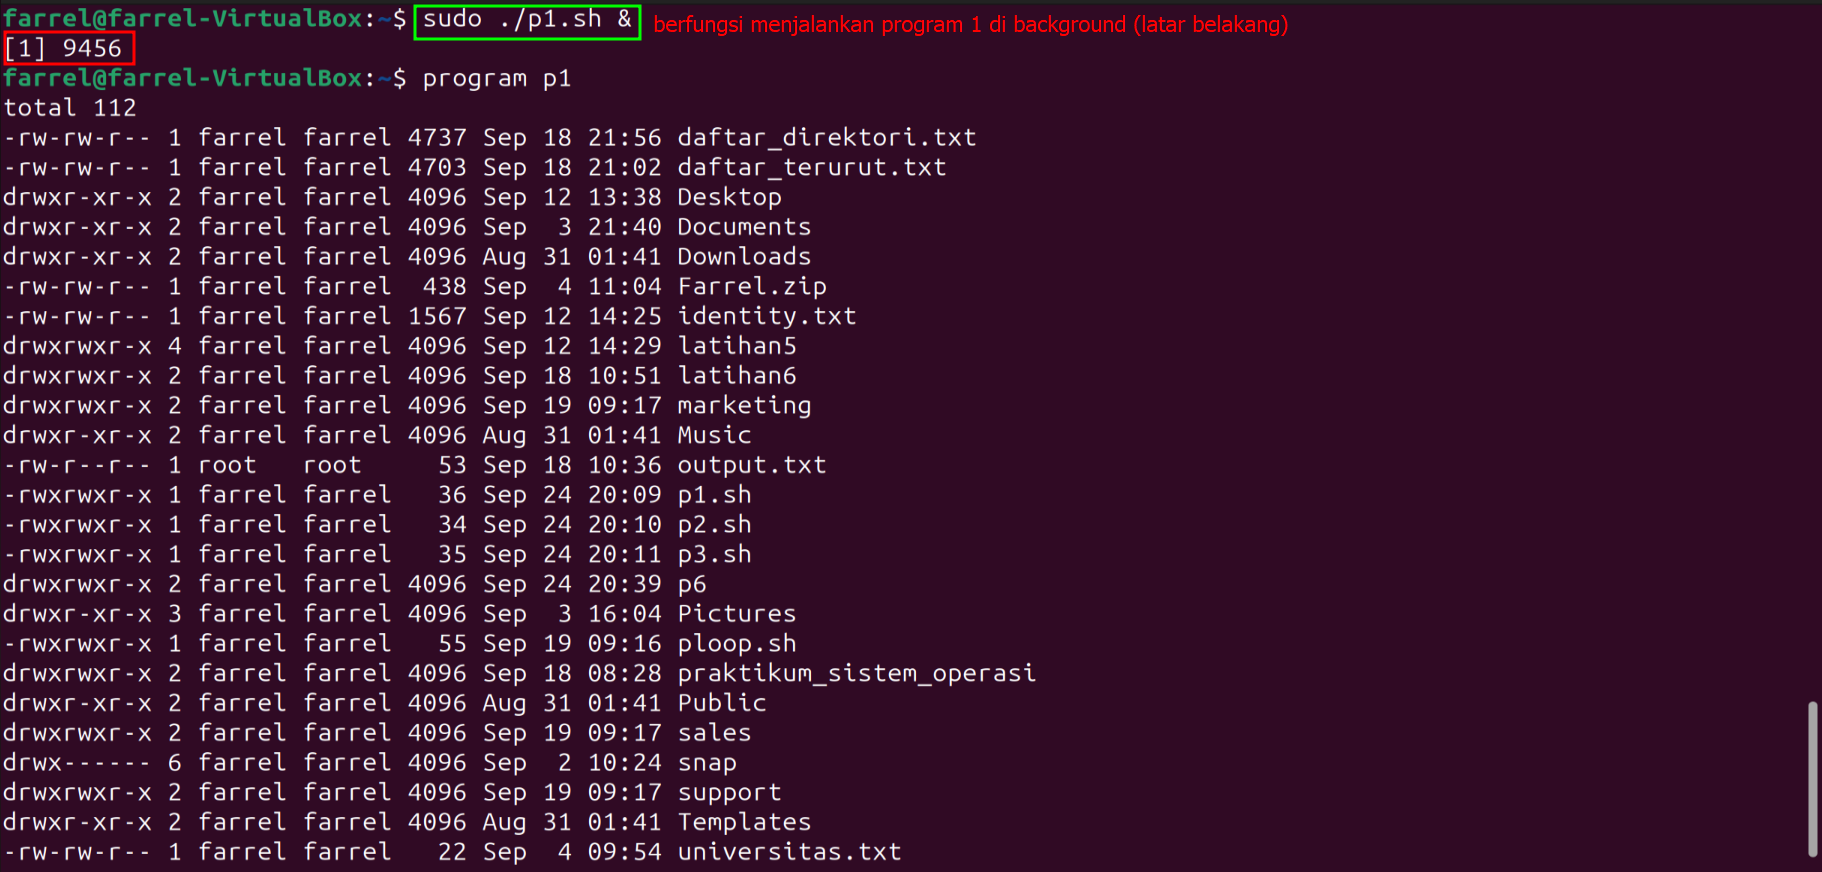 farrel@farrel-VirtualBox:~$ sudo ./p1.sh & berfungsi menjalankan program 1 di background (latar belakang)
[1] 9456
farrel@farrel-VirtualBox:~$ program p1
total 112
-rw-rw-r-- 1 farrel farrel 4737 Sep 18 21:56 daftar_direktori.txt
-rw-rw-r-- 1 farrel farrel 4703 Sep 18 21:02 daftar_terurut.txt
drwxr-xr-x 2 farrel farrel 4096 Sep 12 13:38 Desktop
drwxr-xr-x 2 farrel farrel 4096 Sep  3 21:40 Documents
drwxr-xr-x 2 farrel farrel 4096 Aug 31 01:41 Downloads
-rw-rw-r-- 1 farrel farrel  438 Sep  4 11:04 Farrel.zip
-rw-rw-r-- 1 farrel farrel 1567 Sep 12 14:25 identity.txt
drwxrwxr-x 4 farrel farrel 4096 Sep 12 14:29 latihan5
drwxrwxr-x 2 farrel farrel 4096 Sep 18 10:51 latihan6
drwxrwxr-x 2 farrel farrel 4096 Sep 19 09:17 marketing
drwxr-xr-x 2 farrel farrel 4096 Aug 31 01:41 Music
-rw-r--r-- 1 root   root     53 Sep 18 10:36 output.txt
-rwxrwxr-x 1 farrel farrel   36 Sep 24 20:09 p1.sh
-rwxrwxr-x 1 farrel farrel   34 Sep 24 20:10 p2.sh
-rwxrwxr-x 1 farrel farrel   35 Sep 24 20:11 p3.sh
drwxrwxr-x 2 farrel farrel 4096 Sep 24 20:39 p6
drwxr-xr-x 3 farrel farrel 4096 Sep  3 16:04 Pictures
-rwxrwxr-x 1 farrel farrel   55 Sep 19 09:16 ploop.sh
drwxrwxr-x 2 farrel farrel 4096 Sep 18 08:28 praktikum_sistem_operasi
drwxr-xr-x 2 farrel farrel 4096 Aug 31 01:41 Public
drwxrwxr-x 2 farrel farrel 4096 Sep 19 09:17 sales
drwx------ 6 farrel farrel 4096 Sep  2 10:24 snap
drwxrwxr-x 2 farrel farrel 4096 Sep 19 09:17 support
drwxr-xr-x 2 farrel farrel 4096 Aug 31 01:41 Templates
-rw-rw-r-- 1 farrel farrel   22 Sep  4 09:54 universitas.txt